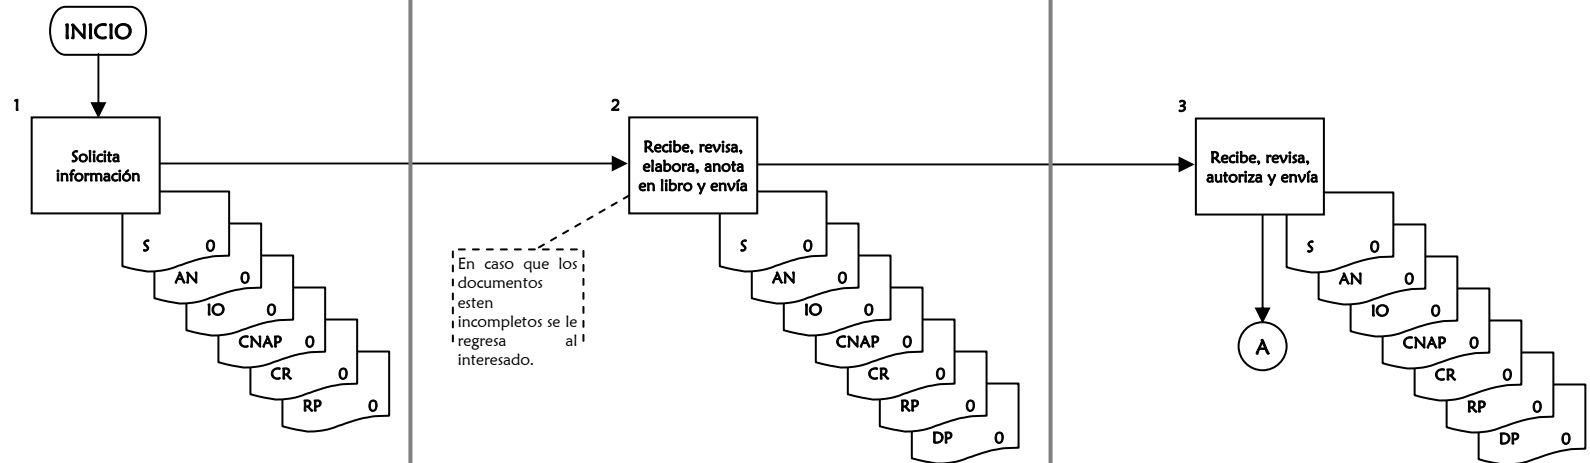 INICIO
1
Solicita
información
S 0
AN 0
IO 0
CNAP 0
CR 0
RP 0
2
Recibe, revisa,
elabora, anota
en libro y envía
En caso que los
documentos
esten
incompletos se le
regresa al
interesado.
S 0
AN 0
IO 0
CNAP 0
CR 0
RP 0
DP 0
3
Recibe, revisa,
autoriza y envía
A
S 0
AN 0
IO 0
CNAP 0
CR 0
RP 0
DP 0